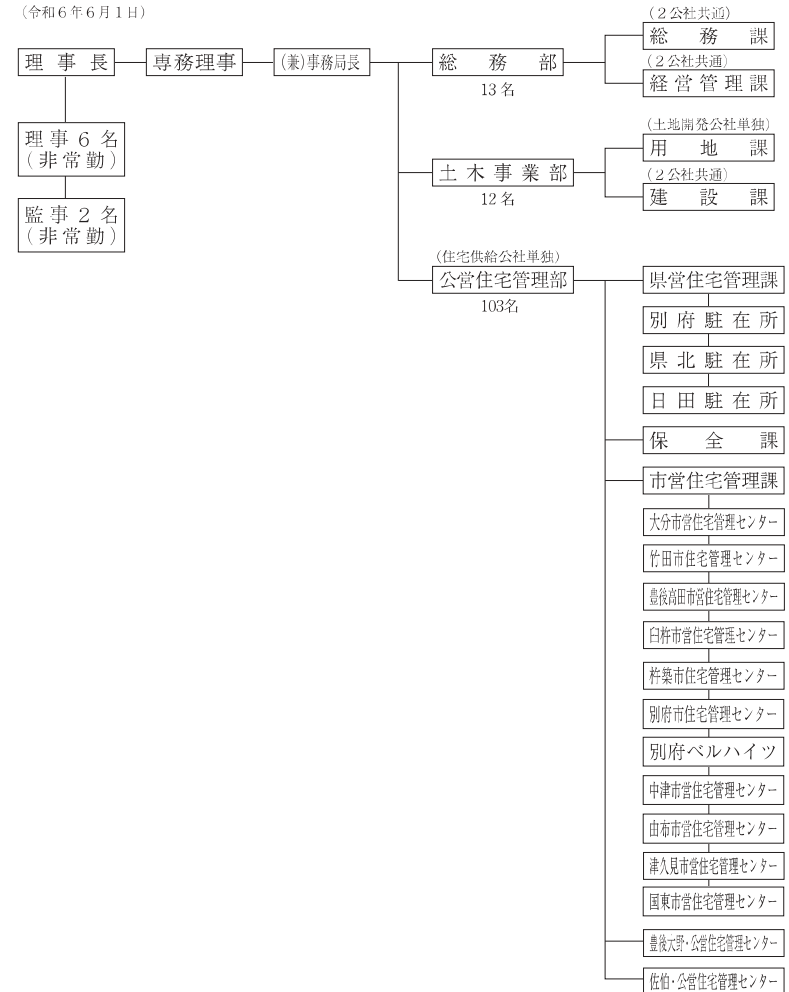 （令和６年６月１日）
理事長
専務理事
(兼)事務局長
理事６名
（非常勤）
監事２名
（非常勤）
総務部
13名
（２公社共通）
総務課
（２公社共通）
経営管理課
土木事業部
12名
（土地開発公社単独）
用地課
（２公社共通）
建設課
（住宅供給公社単独）
公営住宅管理部
103名
県営住宅管理課
別府駐在所
県北駐在所
日田駐在所
保全課
市営住宅管理課
大分市営住宅管理センター
竹田市住宅管理センター
豊後高田市営住宅管理センター
臼杵市営住宅管理センター
杵築市住宅管理センター
別府市住宅管理センター
別府ベルハイツ
中津市営住宅管理センター
由布市営住宅管理センター
津久見市営住宅管理センター
国東市営住宅管理センター
豊後大野・公営住宅管理センター
佐伯・公営住宅管理センター